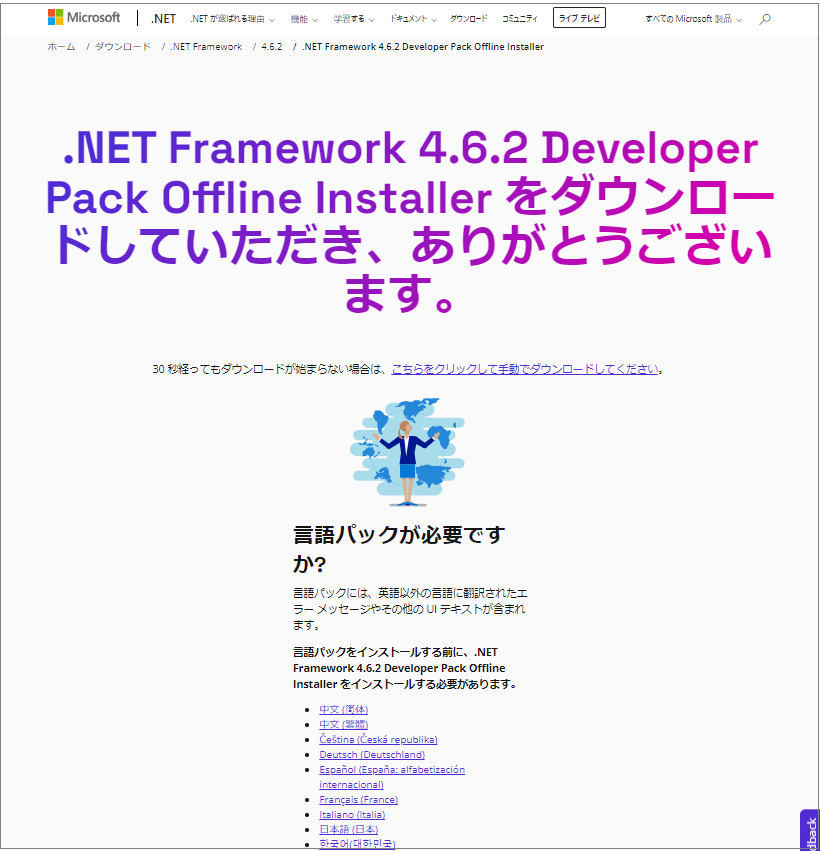 Microsoft .NET .NET が選ばれる理由 機能 学習する ドキュメント ダウンロード コミュニティ ライブ テレビ すべての Microsoft 製品
ホーム / ダウンロード / .NET Framework / 4.6.2 / .NET Framework 4.6.2 Developer Pack Offline Installer
.NET Framework 4.6.2 Developer
Pack Offline Installer をダウンロー
ドしていただき、ありがとうござい
ます。
30 秒経ってもダウンロードが始まらない場合は、こちらをクリックして手動でダウンロードしてください。
言語パックが必要です
か?
言語パックには、英語以外の言語に翻訳されたエ
ラー メッセージやその他の UI テキストが含まれ
ます。
言語パックをインストールする前に、.NET
Framework 4.6.2 Developer Pack Offline
Installer をインストールする必要があります。
中文 (简体)
中文 (繁體)
Čeština (Česká republika)
Deutsch (Deutschland)
Español (España: alfabetización
internacional)
Français (France)
Italiano (Italia)
日本語 (日本)
한국어(대한민국)
dback